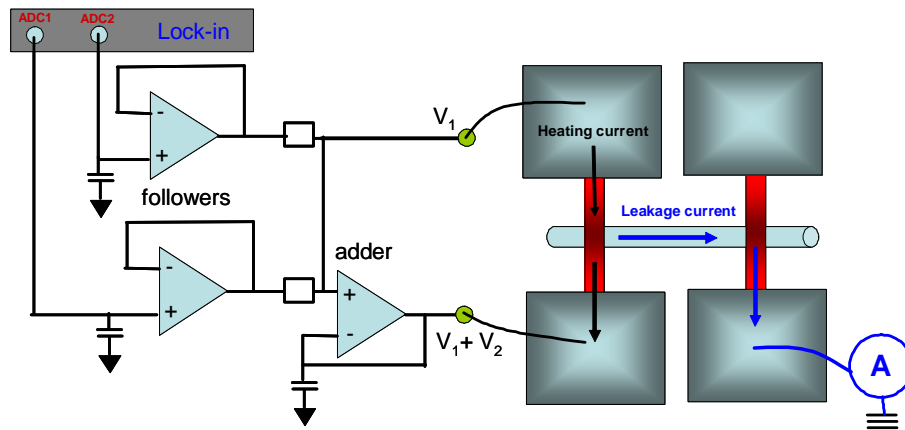 ADC1 ADC2
Lock-in
-
+
followers
-
+
adder
+
-
V1
V1+ V2
Heating current
Leakage current
A